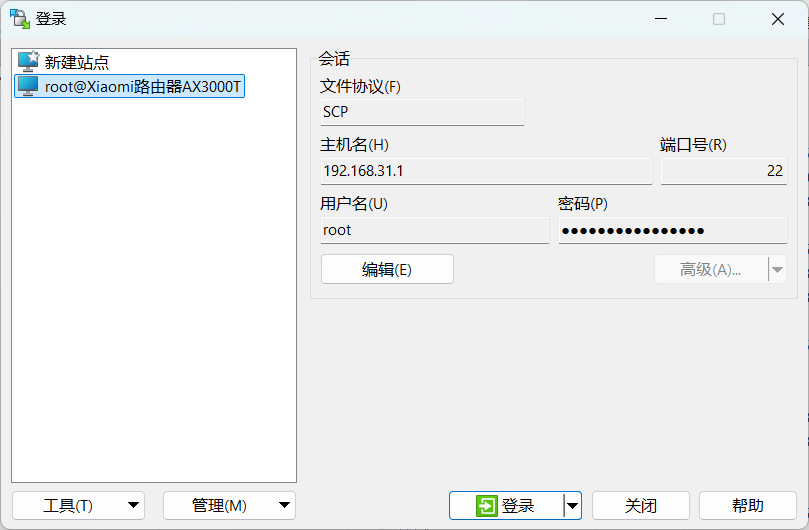 登录
新建站点
root@Xiaomi路由器AX3000T
会话
文件协议(F)
SCP
主机名(H) 端口号(R)
192.168.31.1 22
用户名(U) 密码(P)
root ●●●●●●●●●●●●●●●●
编辑(E) 高级(A)...
工具(T) 管理(M) 登录 关闭 帮助